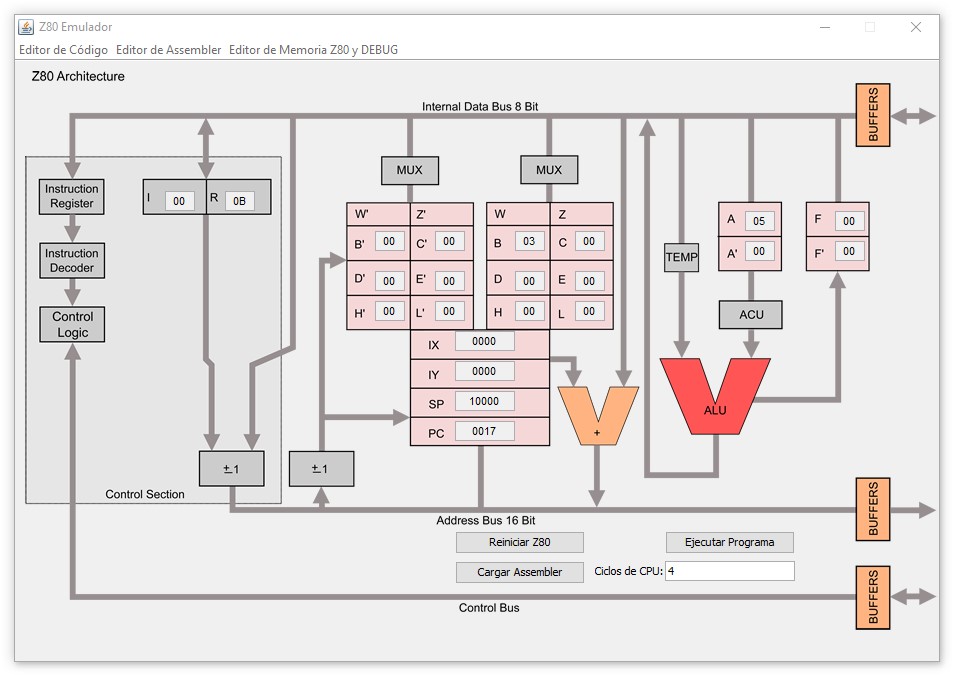 Z80 Emulador
Editor de Código Editor de Assembler Editor de Memoria Z80 y DEBUG
Z80 Architecture
Internal Data Bus 8 Bit
BUFFERS
MUX
MUX
Instruction
Register
I 00 R 0B
W' Z'
B' 00 C' 00
D' 00 E' 00
H' 00 L' 00
W Z
B 03 C 00
D 00 E 00
H 00 L 00
A 05
A' 00
F 00
F' 00
Instruction
Decoder
TEMP
Control
Logic
ACU
IX 0000
IY 0000
SP 10000
PC 0017
+
ALU
±1
±1
Control Section
BUFFERS
Address Bus 16 Bit
Reiniciar Z80
Ejecutar Programa
Cargar Assembler
Ciclos de CPU: 4
BUFFERS
Control Bus